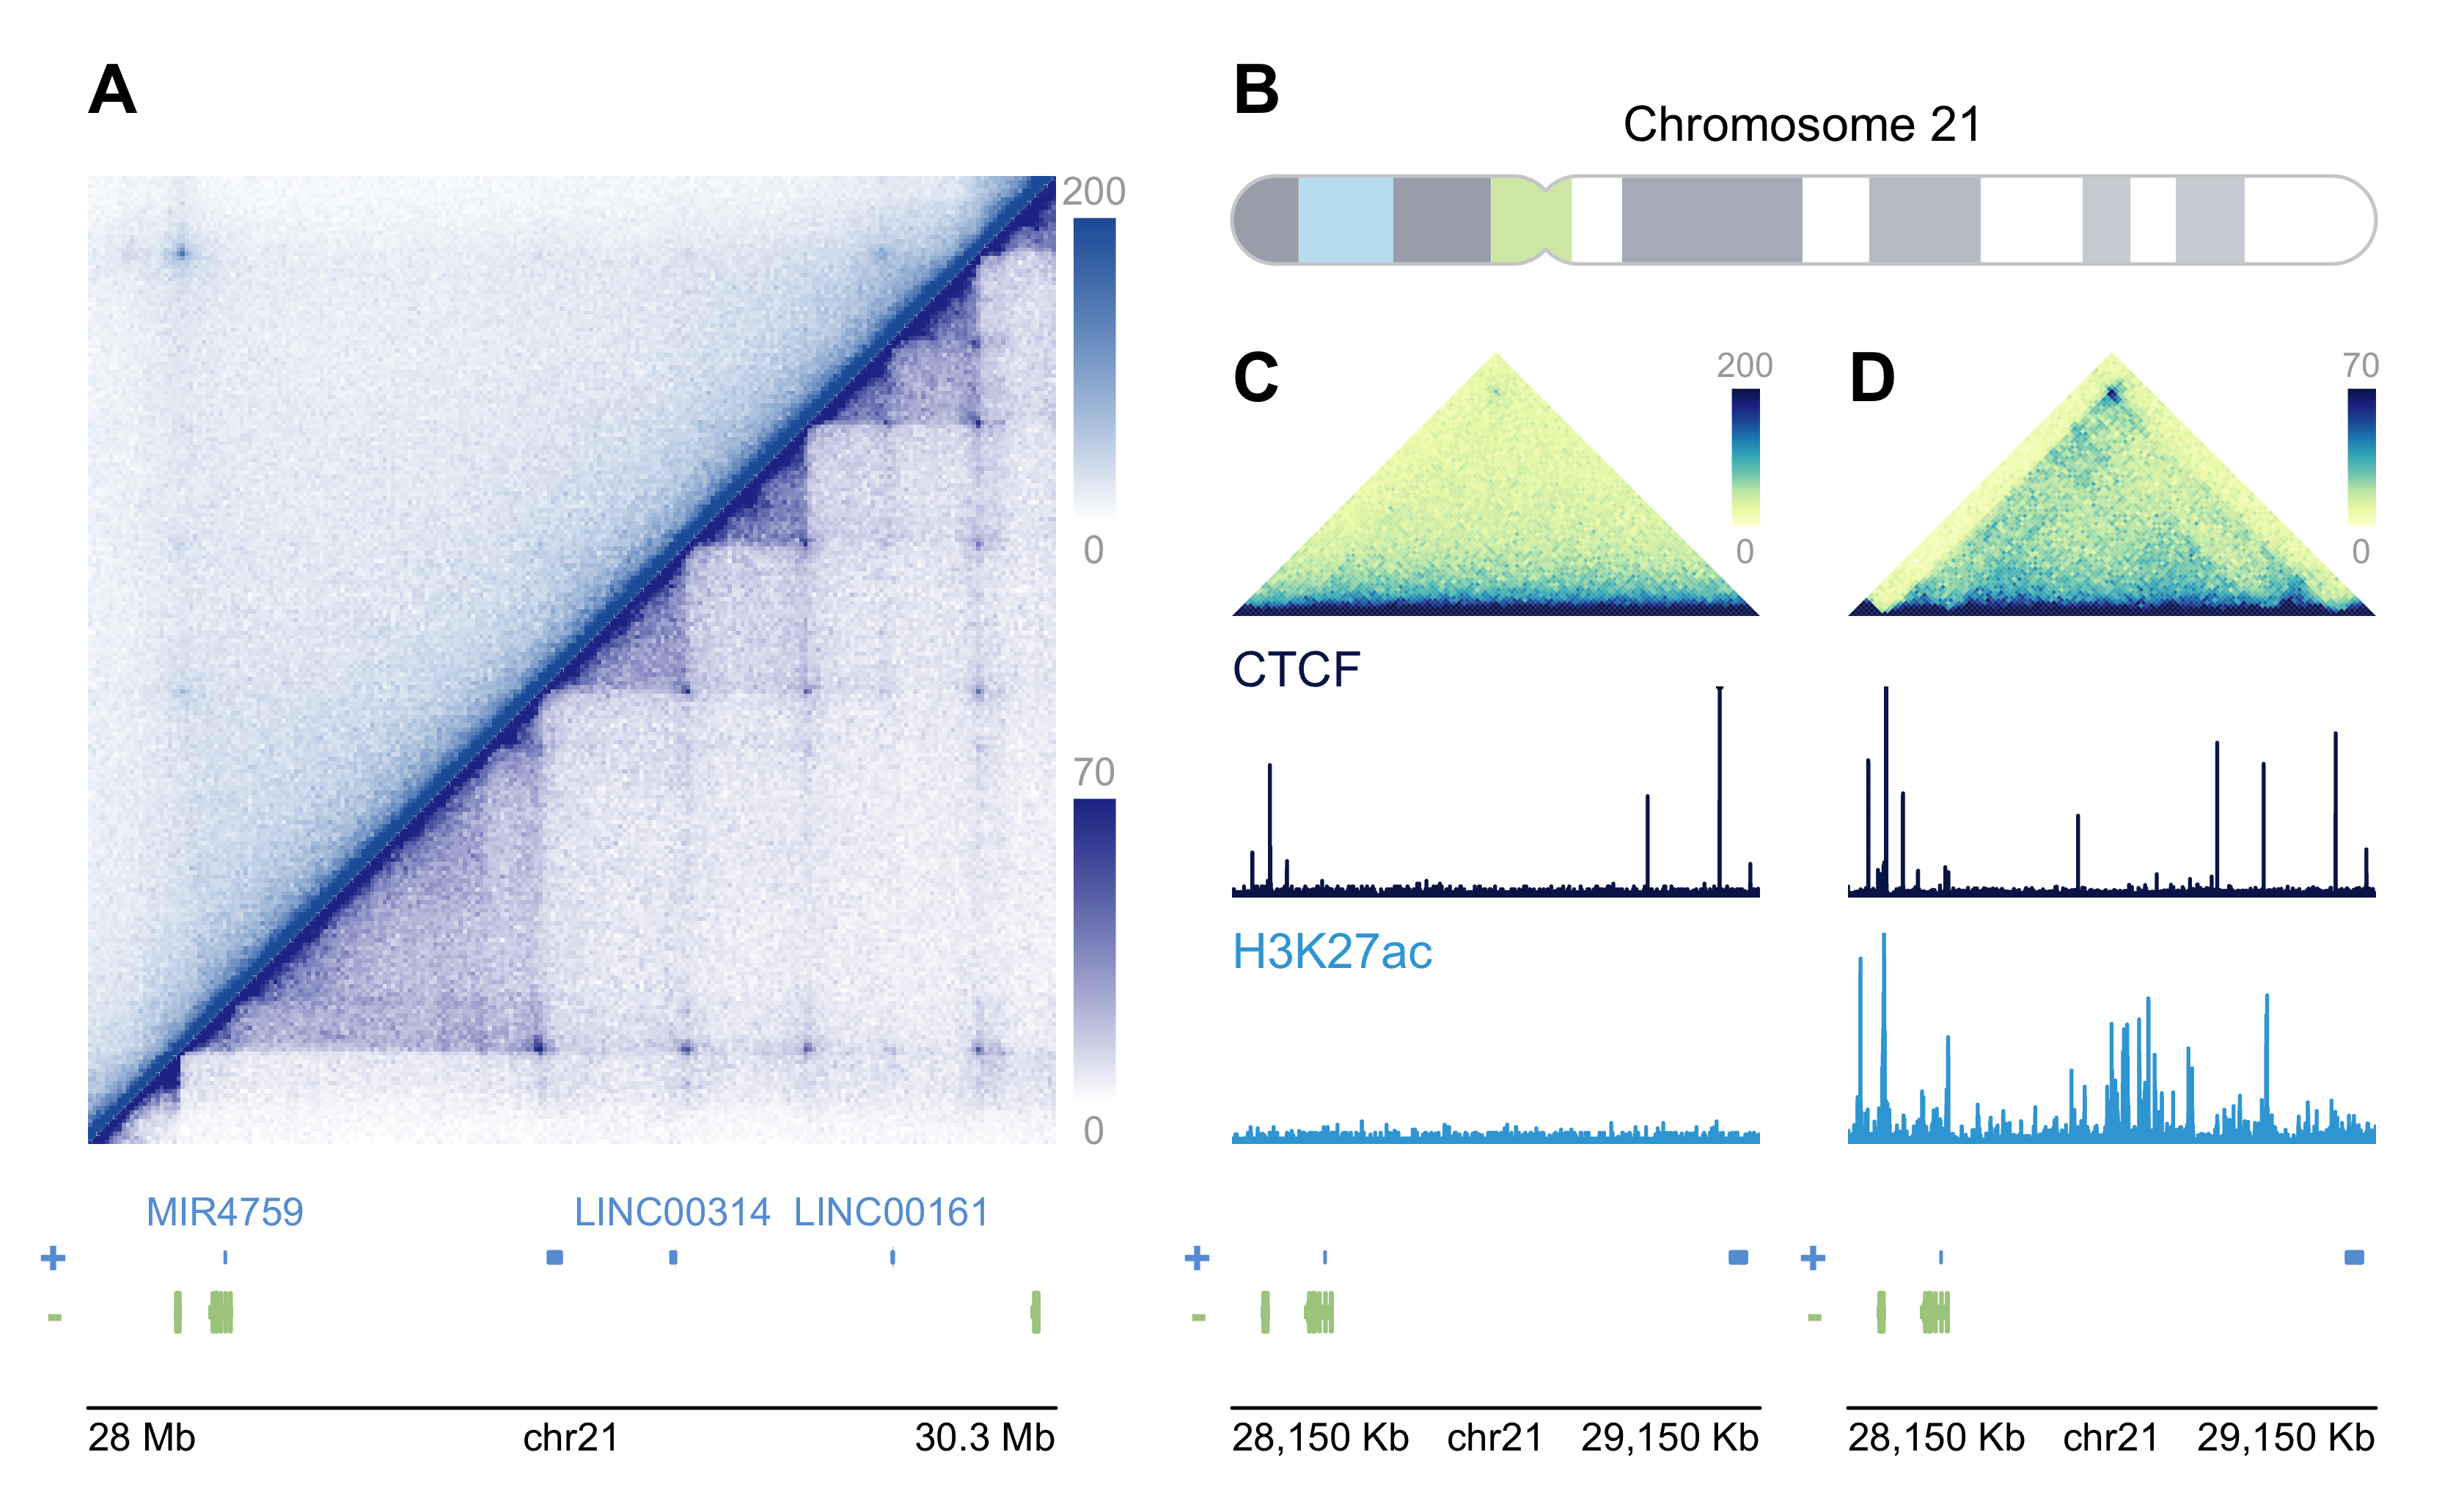 A
200
0
70
0
MIR4759 LINC00314 LINC00161
+
-
28 Mb chr21 30.3 Mb
B
Chromosome 21
C
200
0
CTCF
H3K27ac
+
-
28,150 Kb chr21 29,150 Kb
D
70
0
+
-
28,150 Kb chr21 29,150 Kb